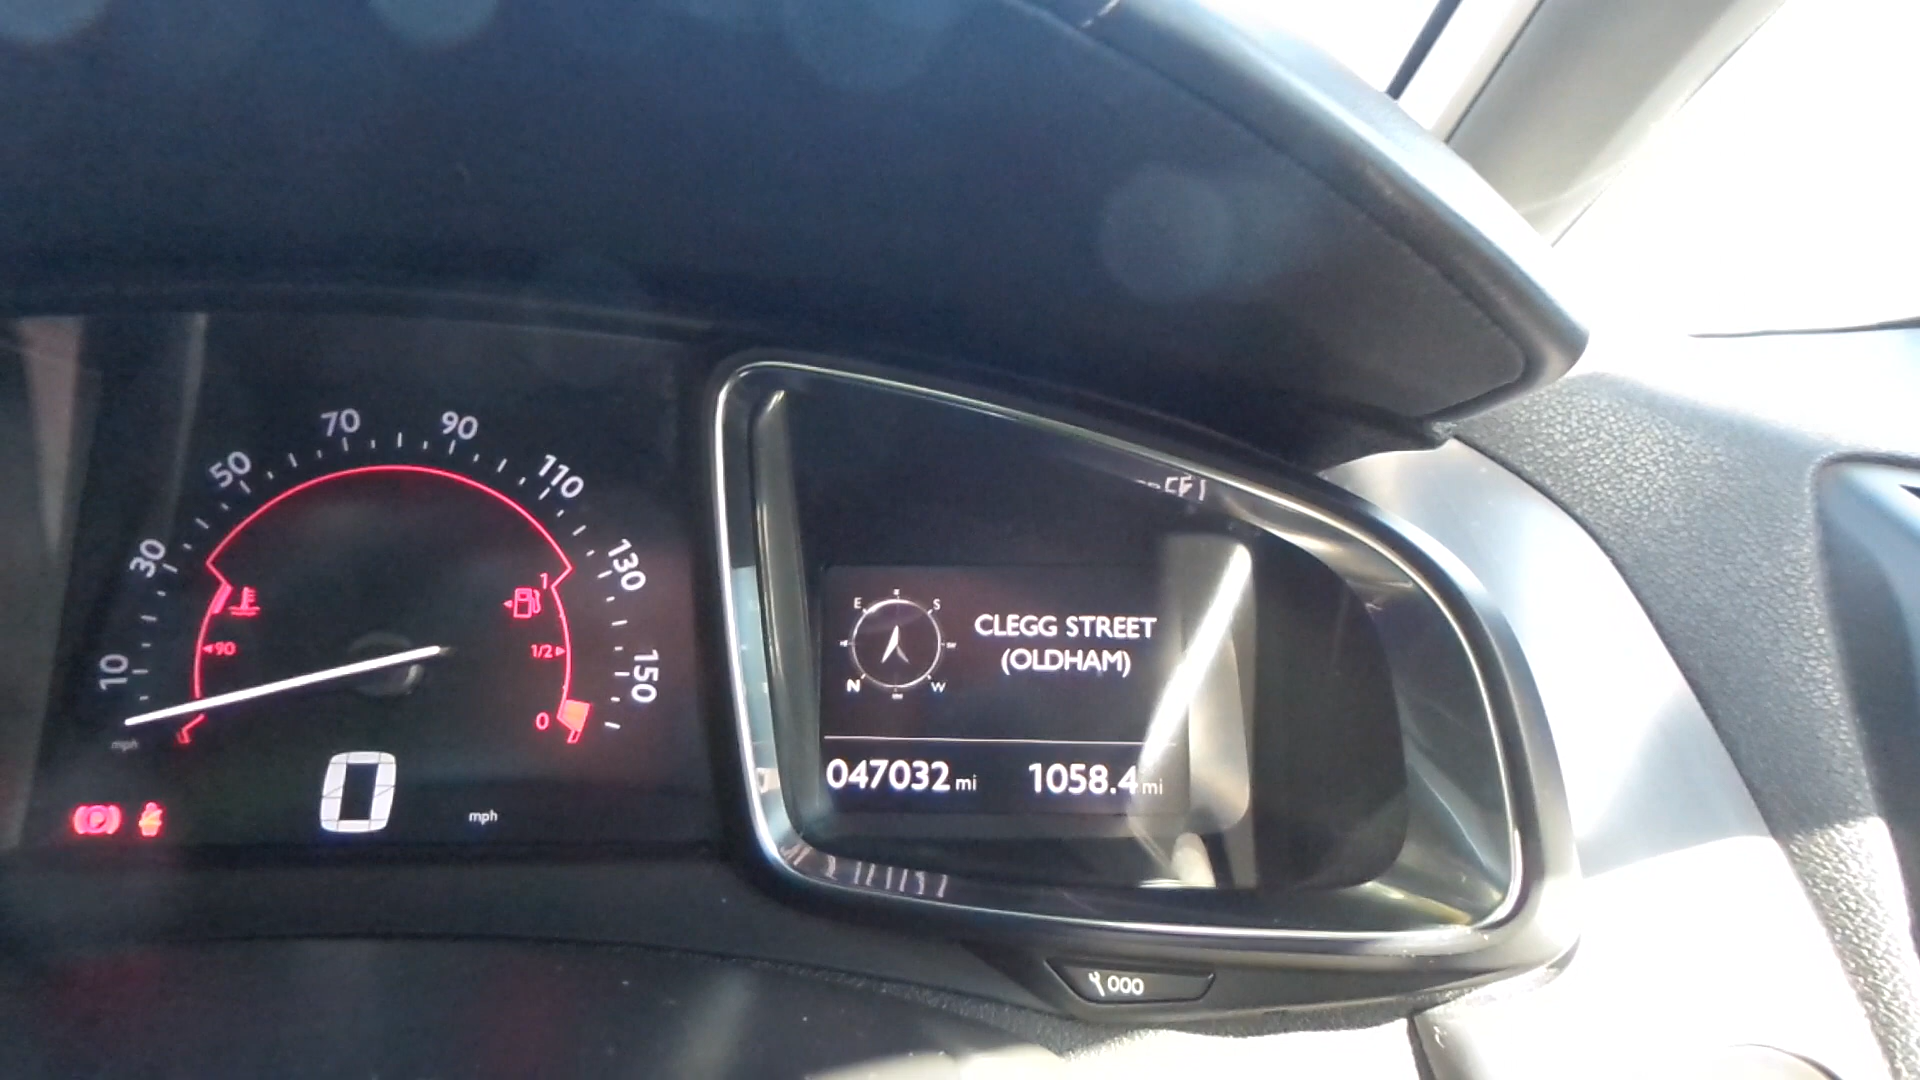 70
90
50
110
30
130
1
◄90
1/2►
10
150
0
mph
0
mph
E
S
N
W
CLEGG STREET
(OLDHAM)
047032 mi
1058.4 mi
000